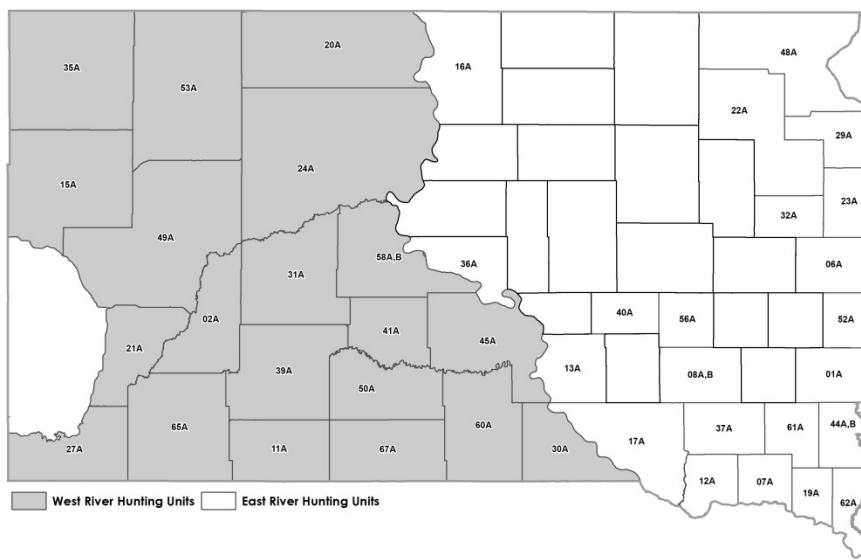 20A
35A
16A
48A
53A
22A
29A
24A
15A
23A
32A
49A
58A,B
36A
31A
06A
02A
40A
56A
52A
41A
45A
21A
39A
13A
08A,B
01A
50A
65A
60A
17A
37A
61A
44A,B
27A
11A
67A
30A
12A
07A
19A
62A
West River Hunting Units
East River Hunting Units